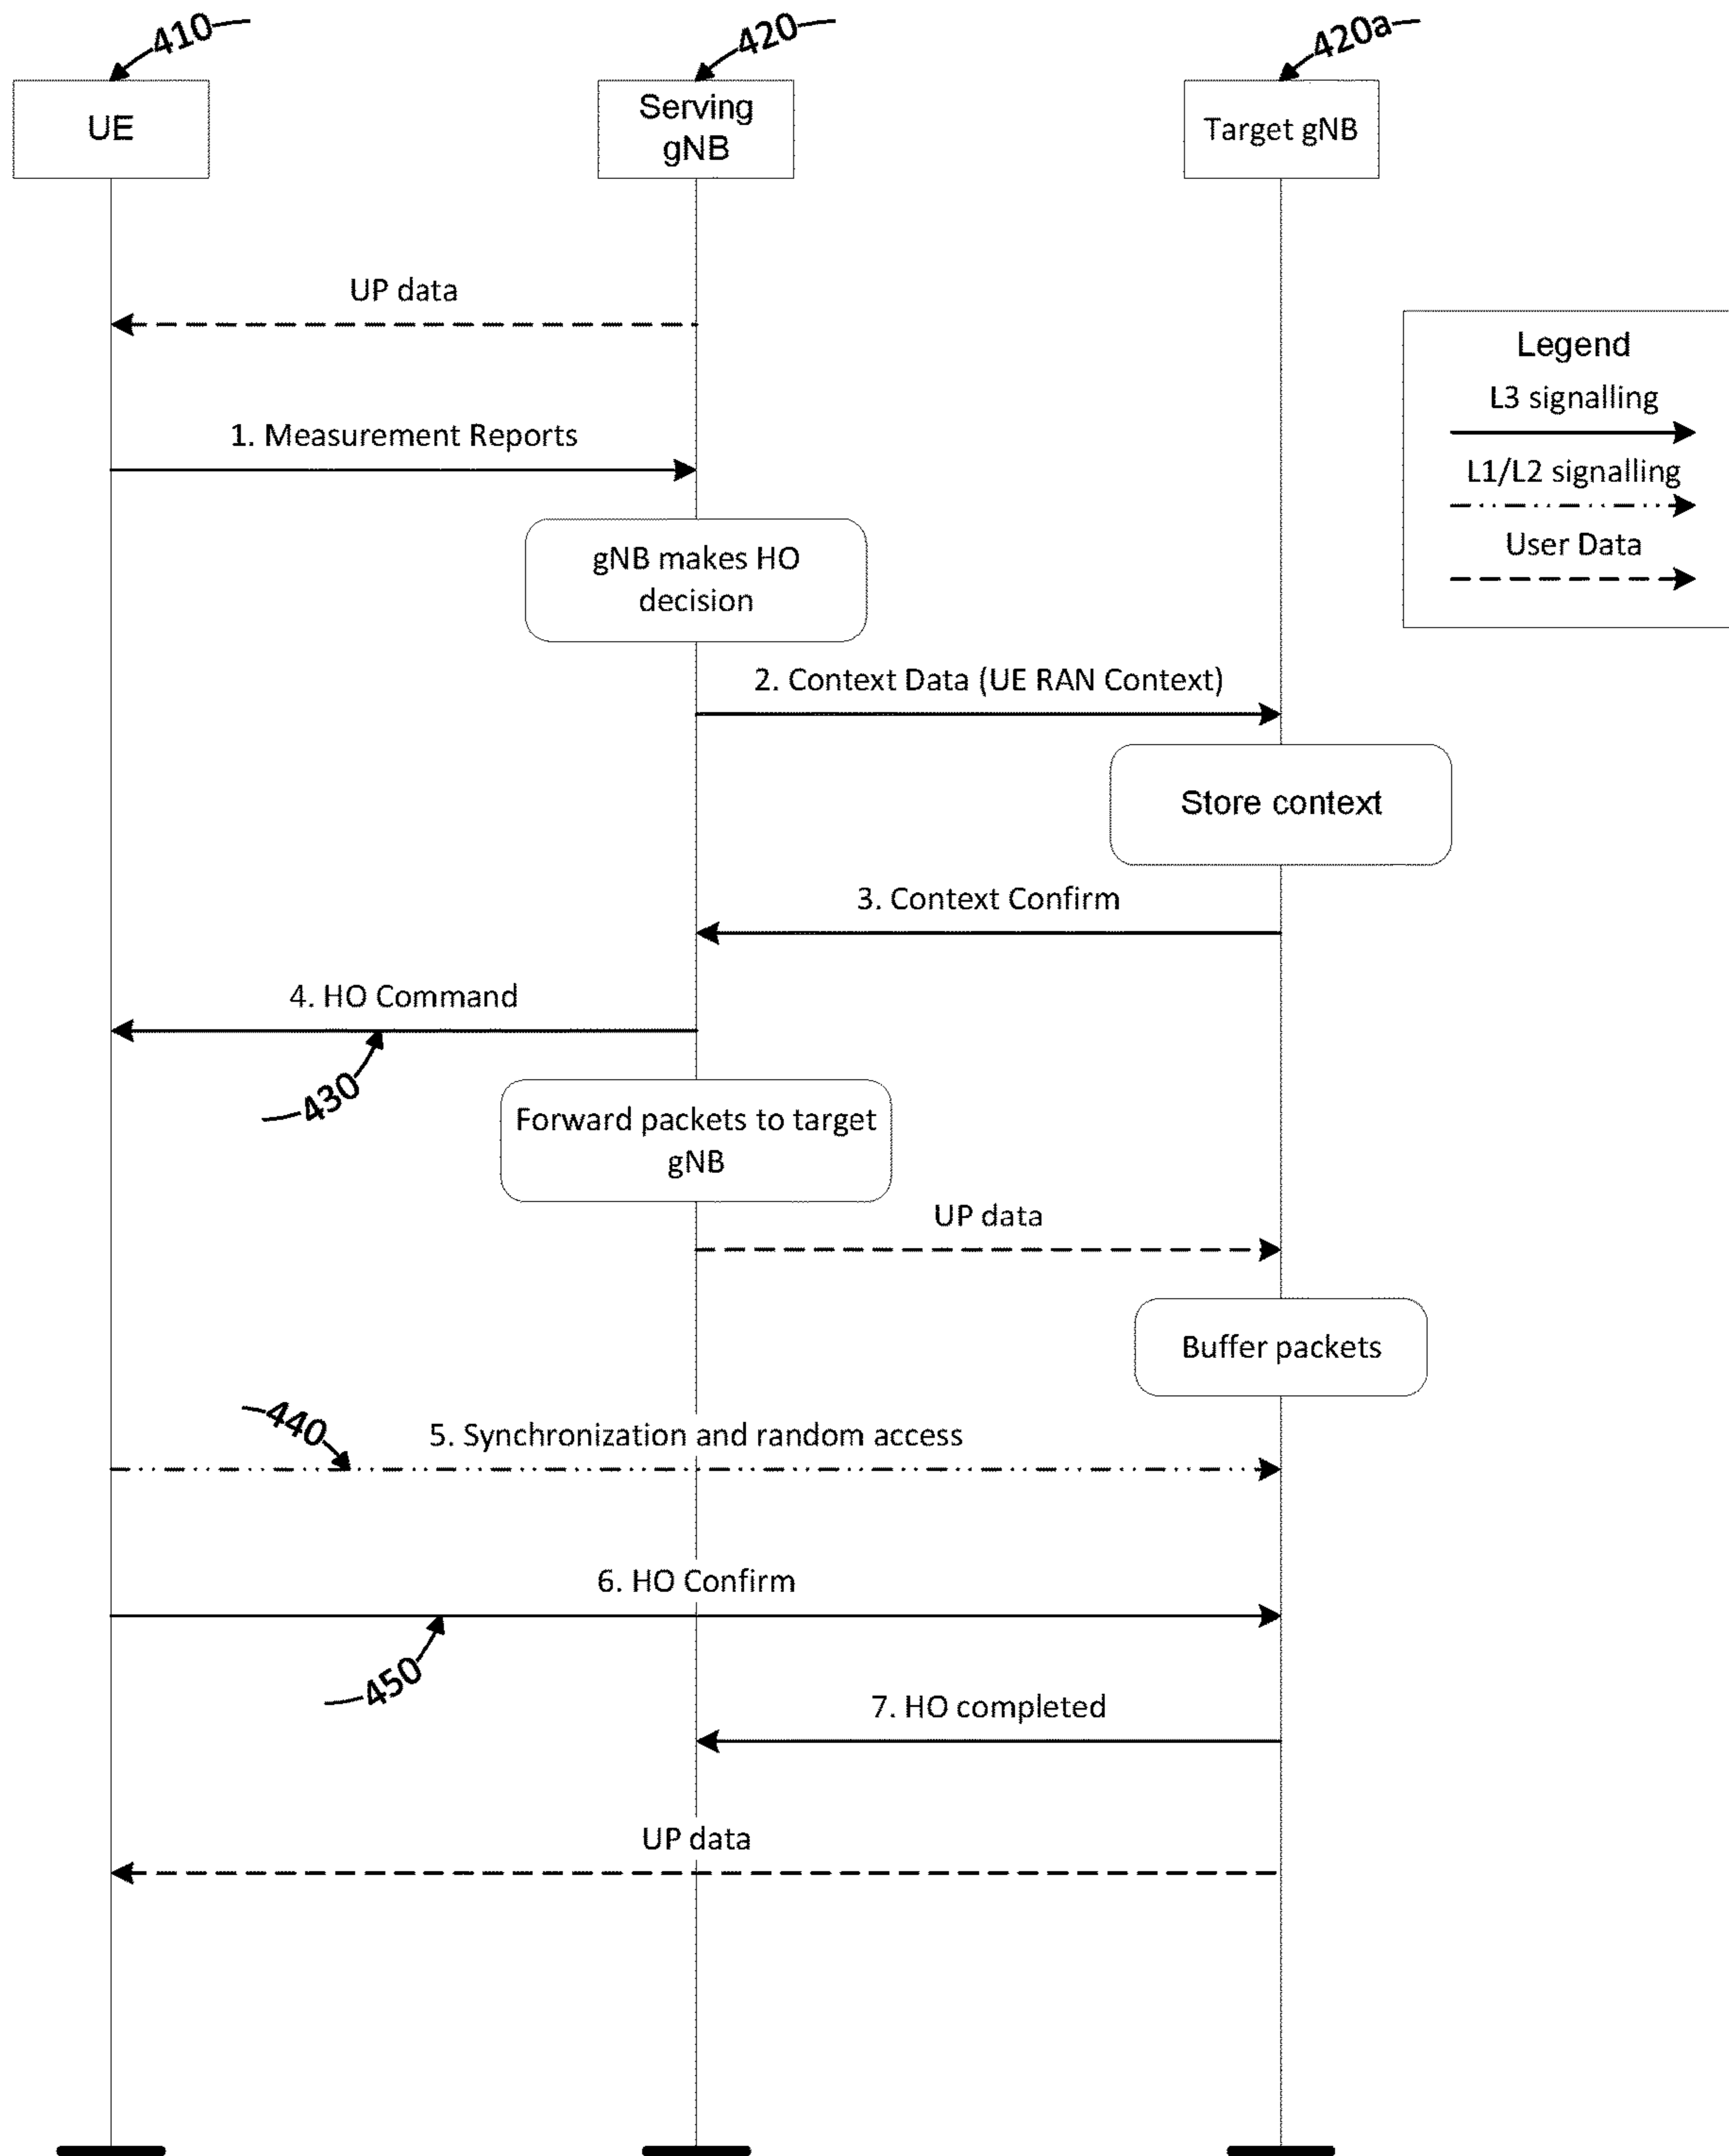 410
420
420a
UE
Serving
gNB
Target gNB
UP data
Legend
L3 signalling
L1/L2 signalling
User Data
1. Measurement Reports
gNB makes HO
decision
2. Context Data (UE RAN Context)
Store context
3. Context Confirm
4. HO Command
430
Forward packets to target
gNB
UP data
Buffer packets
440
5. Synchronization and random access
6. HO Confirm
450
7. HO completed
UP data